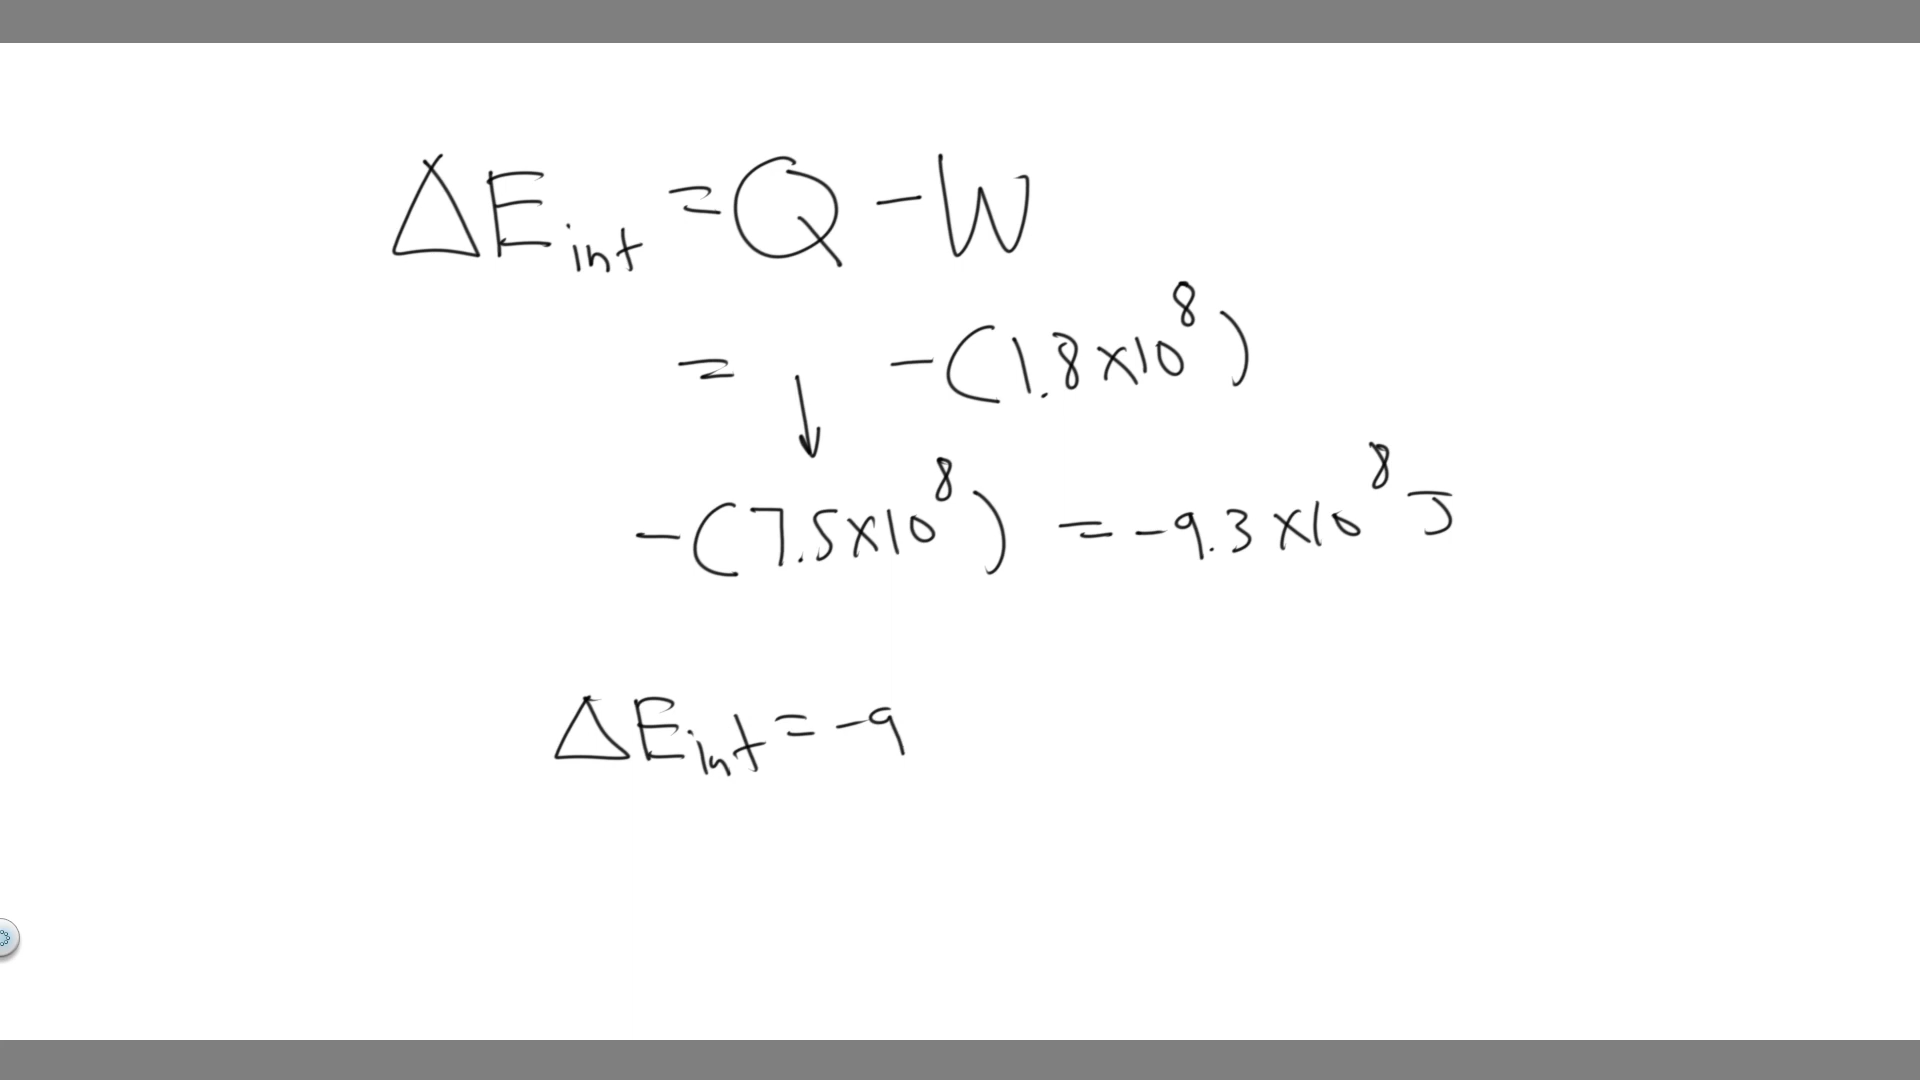 ΔE_int = Q - W
= ↓ - (1.8×10^8)
- (7.5×10^8) = -9.3×10^8 J
ΔE_int = -9